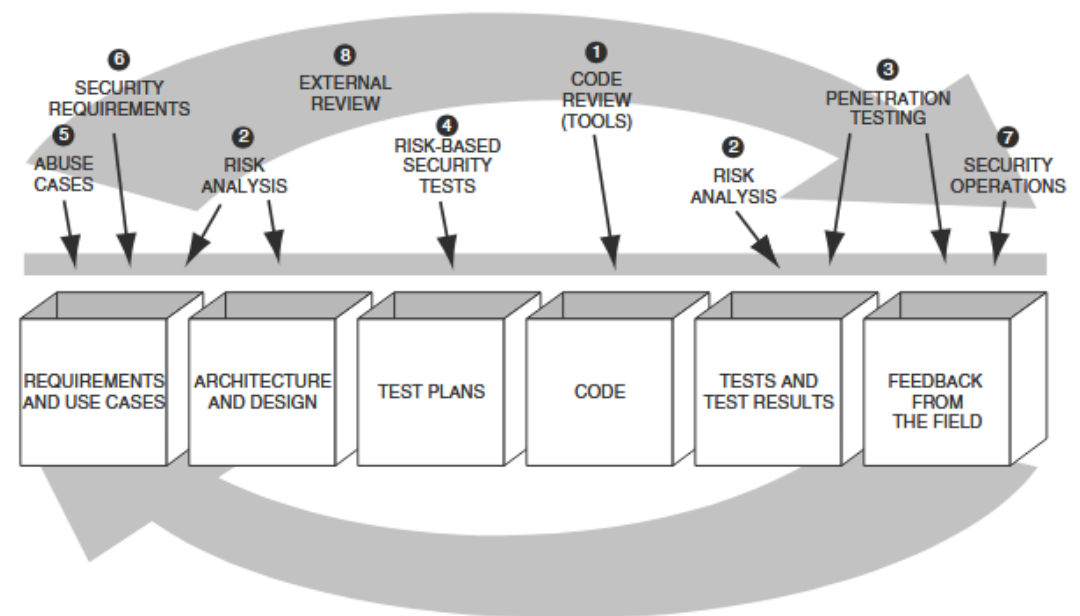 6
SECURITY
REQUIREMENTS
8
EXTERNAL
REVIEW
1
CODE
REVIEW
(TOOLS)
3
PENETRATION
TESTING
5
ABUSE
CASES
2
RISK
ANALYSIS
4
RISK-BASED
SECURITY
TESTS
2
RISK
ANALYSIS
7
SECURITY
OPERATIONS
REQUIREMENTS
AND USE CASES
ARCHITECTURE
AND DESIGN
TEST PLANS
CODE
TESTS AND
TEST RESULTS
FEEDBACK
FROM
THE FIELD